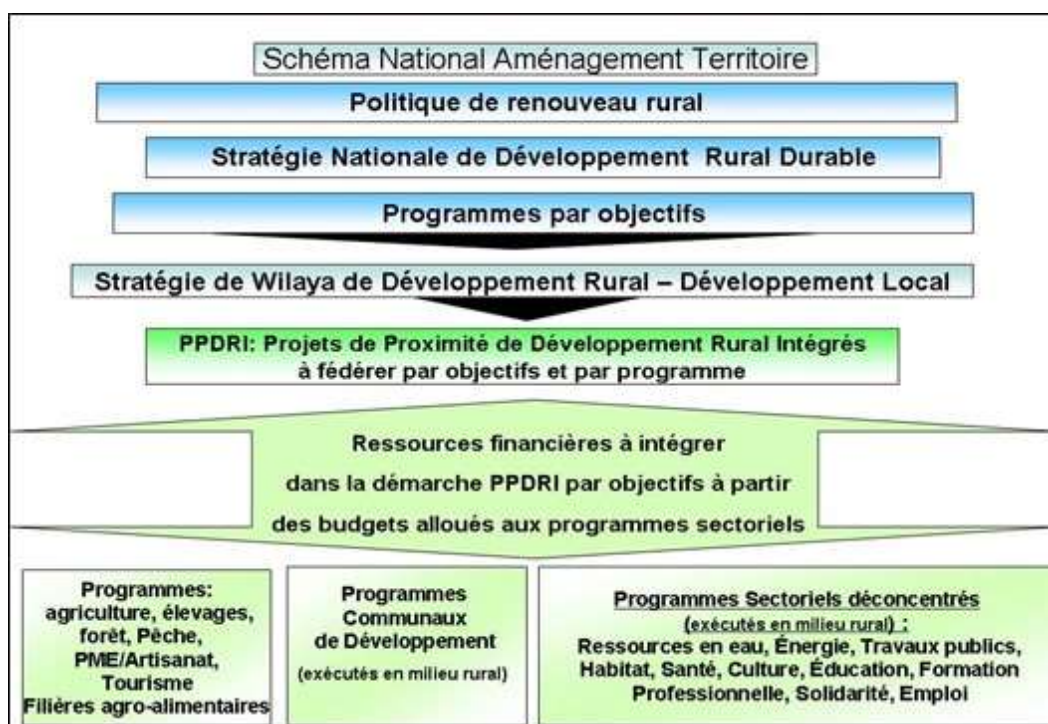 Schéma National Aménagement Territoire
Politique de renouveau rural
Stratégie Nationale de Développement Rural Durable
Programmes par objectifs
Stratégie de Wilaya de Développement Rural – Développement Local
PPDRI: Projets de Proximité de Développement Rural Intégrés
à fédérer par objectifs et par programme
Ressources financières à intégrer
dans la démarche PPDRI par objectifs à partir
des budgets alloués aux programmes sectoriels
Programmes:
agriculture, élevages,
forêt, Pêche,
PME/Artisanat,
Tourisme
Filières agro-alimentaires
Programmes
Communaux
de Développement
(exécutés en milieu rural)
Programmes Sectoriels déconcentrés
(exécutés en milieu rural) :
Ressources en eau, Énergie, Travaux publics,
Habitat, Santé, Culture, Éducation, Formation
Professionnelle, Solidarité, Emploi